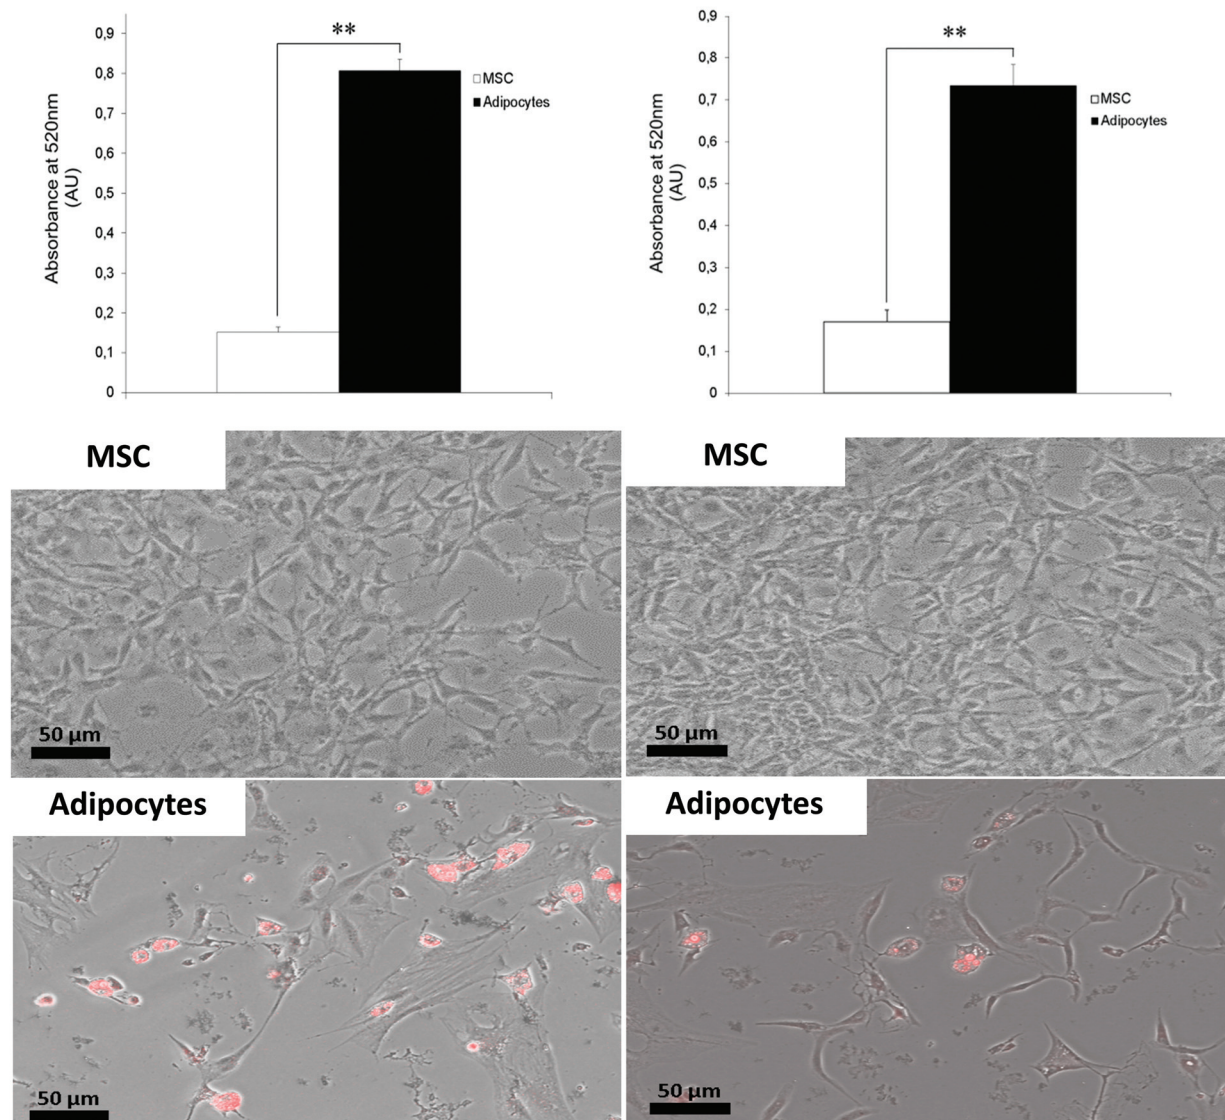 **
0,9
0,8
0,7
0,6
0,5
0,4
0,3
0,2
0,1
0
Absorbance at 520nm
(AU)
MSC
Adipocytes
**
0,9
0,8
0,7
0,6
0,5
0,4
0,3
0,2
0,1
0
Absorbance at 520nm
(AU)
MSC
Adipocytes
MSC
50 µm
MSC
50 µm
Adipocytes
50 µm
Adipocytes
50 µm